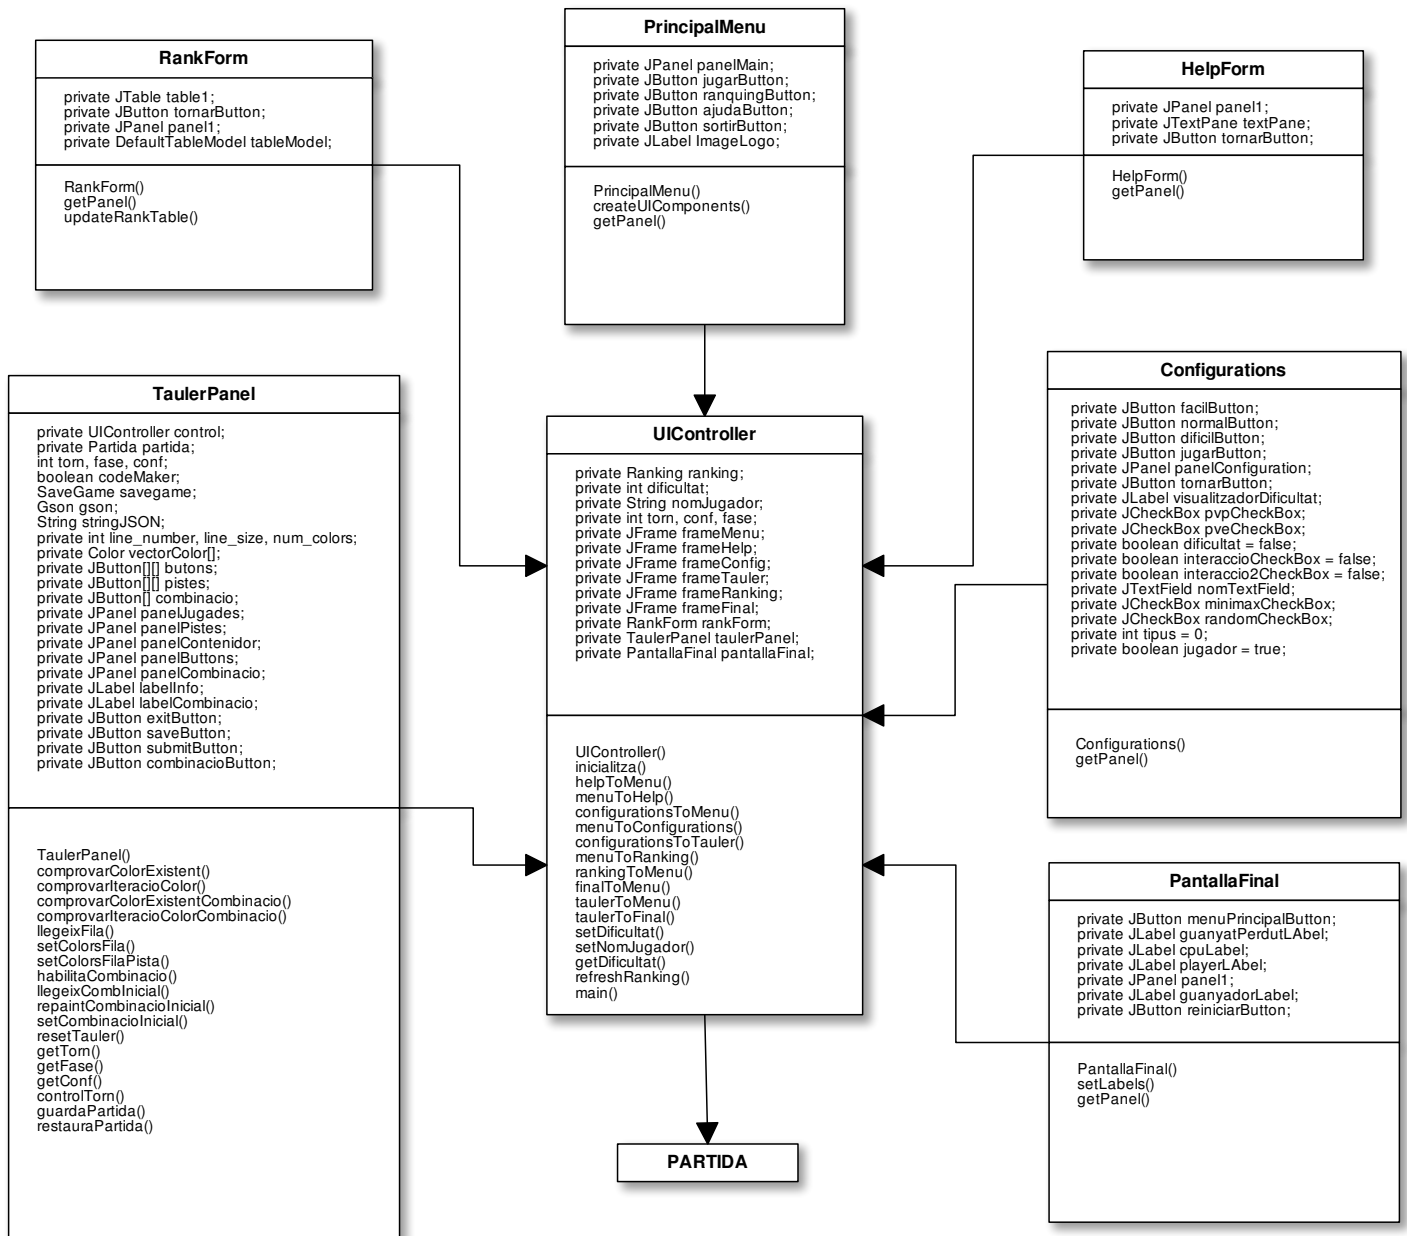 PrincipalMenu
private JPanel panelMain;
private JButton jugarButton;
private JButton ranquingButton;
private JButton ajudaButton;
private JButton sortirButton;
private JLabel ImageLogo;
PrincipalMenu()
createUIComponents()
getPanel()
RankForm
private JTable table1;
private JButton tornarButton;
private JPanel panel1;
private DefaultTableModel tableModel;
RankForm()
getPanel()
updateRankTable()
HelpForm
private JPanel panel1;
private JTextPane textPane;
private JButton tornarButton;
HelpForm()
getPanel()
TaulerPanel
private UIController control;
private Partida partida;
int torn, fase, conf;
boolean codeMaker;
SaveGame savegame;
Gson gson;
String stringJSON;
private int line_number, line_size, num_colors;
private Color vectorColor[];
private JButton[][] butons;
private JButton[][] pistes;
private JButton[] combinacio;
private JPanel panelJugades;
private JPanel panelPistes;
private JPanel panelContenidor;
private JPanel panelButtons;
private JPanel panelCombinacio;
private JLabel labelInfo;
private JLabel labelCombinacio;
private JButton exitButton;
private JButton saveButton;
private JButton submitButton;
private JButton combinacioButton;
TaulerPanel()
comprovarColorExistent()
comprovarIteracioColor()
comprovarColorExistentCombinacio()
comprovarIteracioColorCombinacio()
llegeixFila()
setColorsFila()
setColorsFilaPista()
habilitaCombinacio()
llegeixCombInicial()
repaintCombinacioInicial()
setCombinacioInicial()
resetTauler()
getTorn()
getFase()
getConf()
controlTorn()
guardaPartida()
restauraPartida()
UIController
private Ranking ranking;
private int dificultat;
private String nomJugador;
private int torn, conf, fase;
private JFrame frameMenu;
private JFrame frameHelp;
private JFrame frameConfig;
private JFrame frameTauler;
private JFrame frameRanking;
private JFrame frameFinal;
private RankForm rankForm;
private TaulerPanel taulerPanel;
private PantallaFinal pantallaFinal;
UIController()
inicialitza()
helpToMenu()
menuToHelp()
configurationsToMenu()
menuToConfigurations()
configurationsToTauler()
menuToRanking()
rankingToMenu()
finalToMenu()
taulerToMenu()
taulerToFinal()
setDificultat()
setNomJugador()
getDificultat()
refreshRanking()
main()
Configurations
private JButton facilButton;
private JButton normalButton;
private JButton dificilButton;
private JButton jugarButton;
private JPanel panelConfiguration;
private JButton tornarButton;
private JLabel visualitzadorDificultat;
private JCheckBox pvpCheckBox;
private JCheckBox pveCheckBox;
private boolean dificultat = false;
private boolean interaccioCheckBox = false;
private boolean interaccio2CheckBox = false;
private JTextField nomTextField;
private JCheckBox minimaxCheckBox;
private JCheckBox randomCheckBox;
private int tipus = 0;
private boolean jugador = true;
Configurations()
getPanel()
PantallaFinal
private JButton menuPrincipalButton;
private JLabel guanyatPerdutLAbel;
private JLabel cpuLabel;
private JLabel playerLAbel;
private JPanel panel1;
private JLabel guanyadorLabel;
private JButton reiniciarButton;
PantallaFinal()
setLabels()
getPanel()
PARTIDA